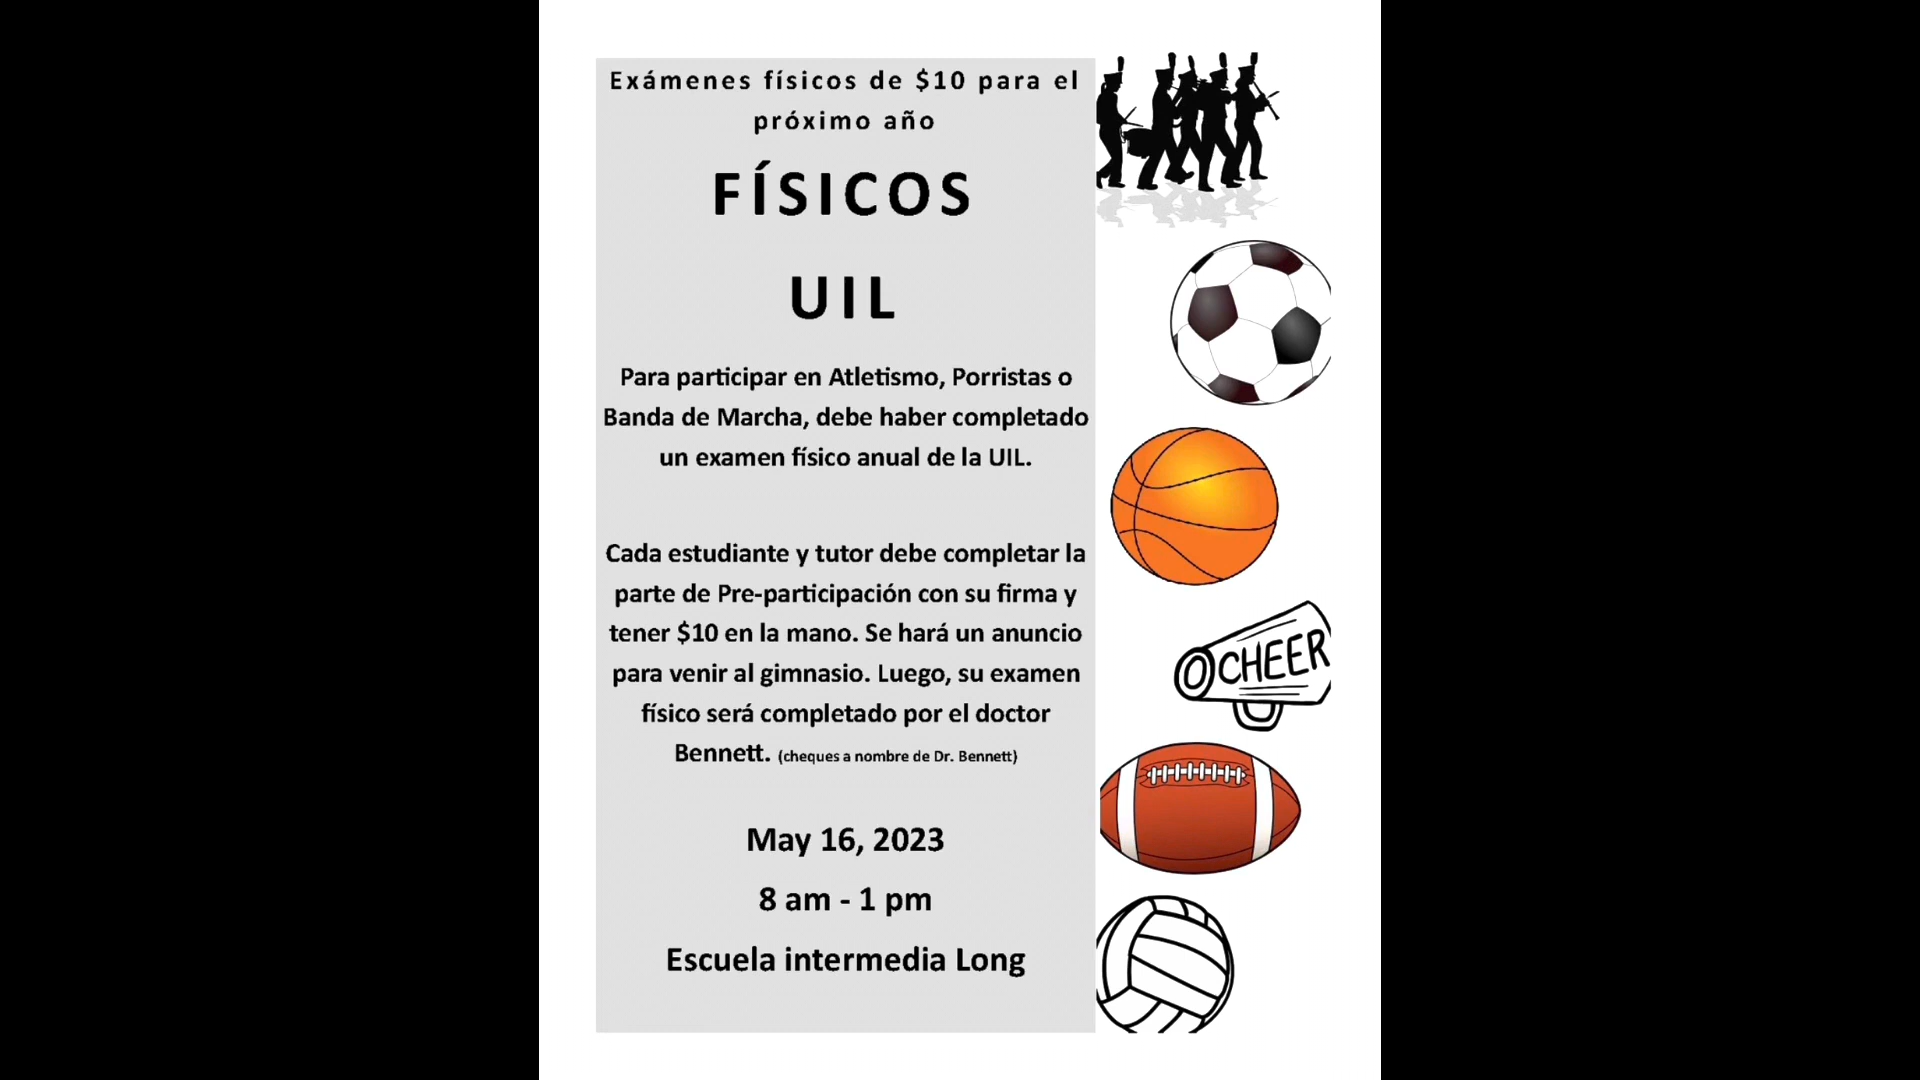 Exámenes físicos de $10 para el
próximo año
FÍSICOS
UIL
Para participar en Atletismo, Porristas o
Banda de Marcha, debe haber completado
un examen físico anual de la UIL.
Cada estudiante y tutor debe completar la
parte de Pre-participación con su firma y
tener $10 en la mano. Se hará un anuncio
para venir al gimnasio. Luego, su examen
físico será completado por el doctor
Bennett. (cheques a nombre de Dr. Bennett)
May 16, 2023
8 am - 1 pm
Escuela intermedia Long
CHEER